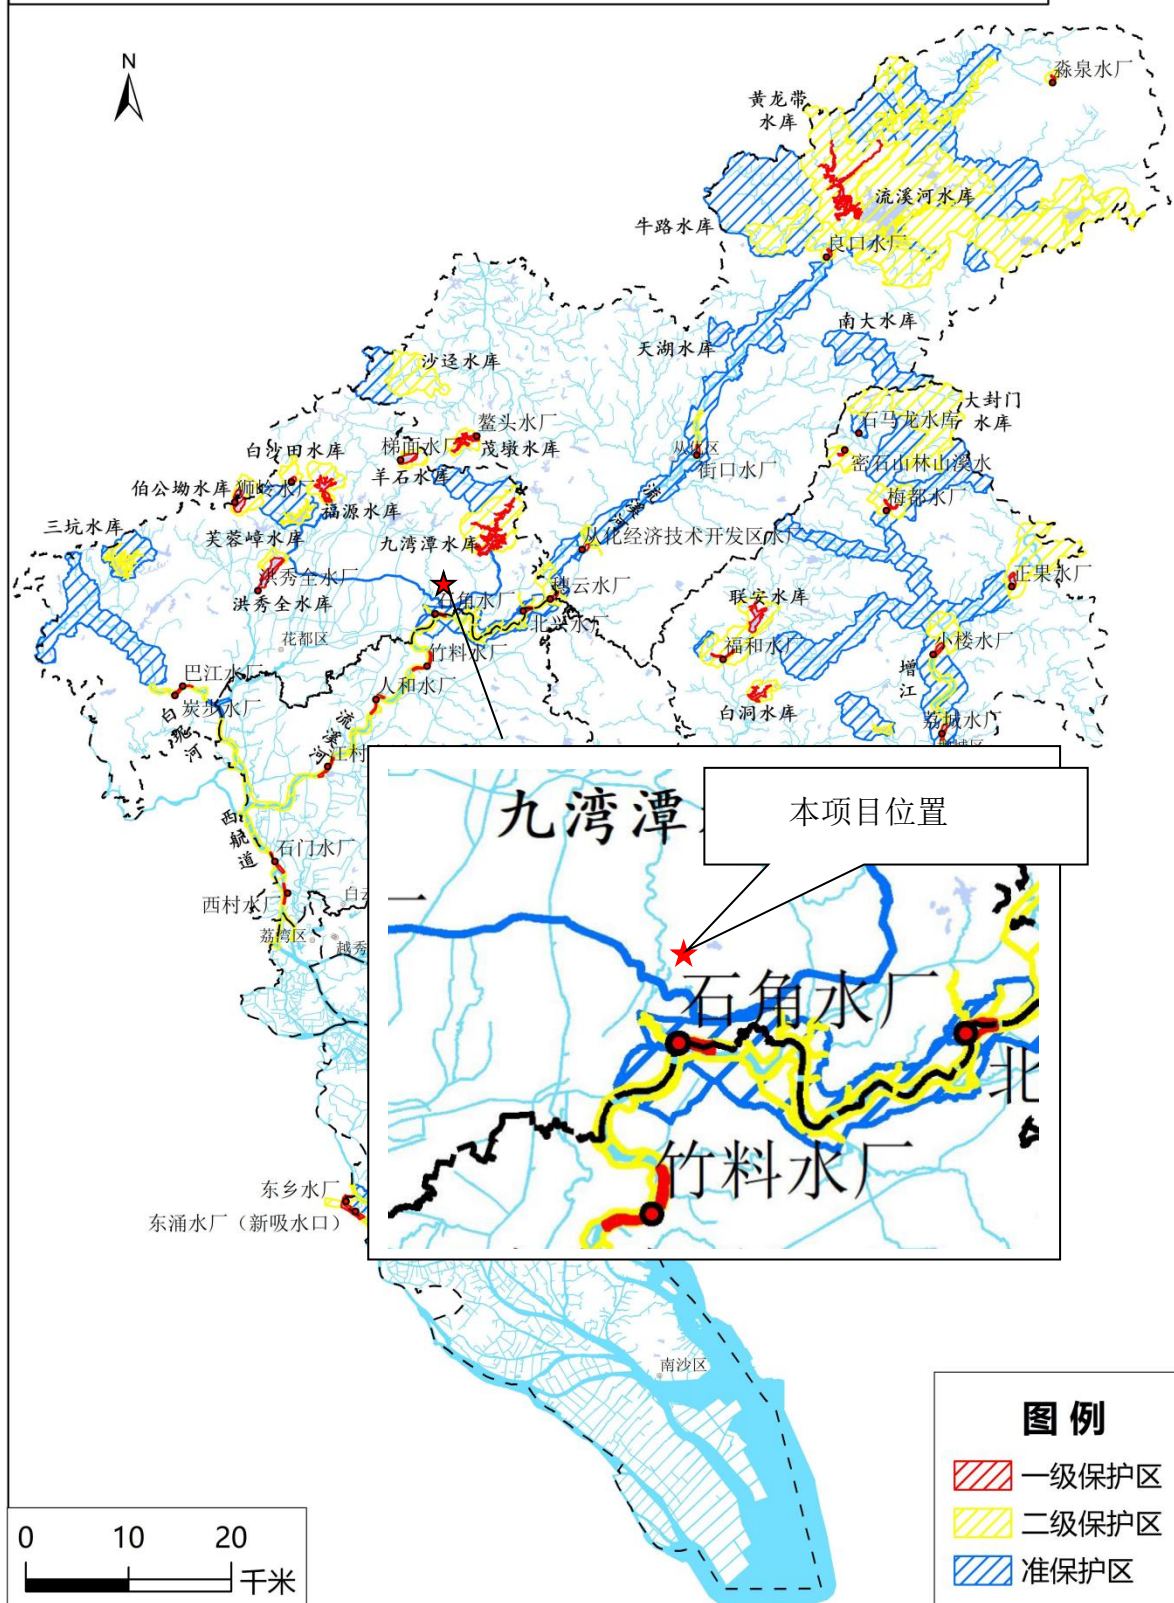 N
淼泉水厂
黄龙带
水库
流溪河水库
牛路水库
良口水厂
南大水库
天湖水库
沙迳水库
大封门
水库
石马龙水库
鳌头水厂
梯面水厂
茂墩水库
白沙田水库
羊石水库
街口水厂
密石山林山溪水
伯公坳水库
狮岭水厂
梅都水厂
福源水库
流溪河
三坑水库
芙蓉嶂水库
九湾潭水库
从化经济技术开发区水厂
洪秀全水厂
穗云水厂
正果水厂
洪秀全水库
石角水厂
北兴水厂
联安水库
花都区
竹料水厂
福和水厂
小楼水厂
巴江水厂
人和水厂
增江
炭步水厂
白洞水库
白坭河
流溪河
荔城水厂
江村
西航道
石门水厂
西村水厂
荔湾区
越秀
本项目位置
九湾潭
石角水厂
北
竹料水厂
东乡水厂
东涌水厂（新吸水口）
南沙区
图例
一级保护区
二级保护区
准保护区
0 10 20
千米